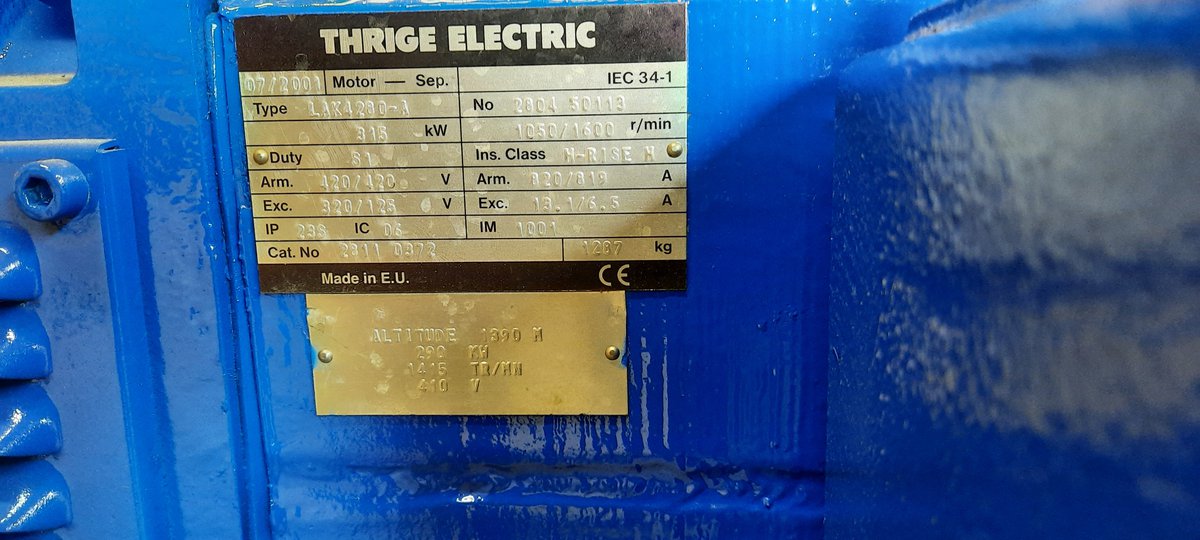 THRIGE ELECTRIC
07/2001 Motor — Sep. IEC 34-1
Type LAK4280-A No 2804 50113
315 kW 1050/1600 r/min
Duty S1 Ins. Class H-RISE H
Arm. 420/420 V Arm. 820/819 A
Exc. 320/125 V Exc. 13.1/6.5 A
IP 23S IC 06 IM 1001
Cat. No 2811 0372 1287 kg
Made in E.U. CE
ALTITUDE 1390 M
290 KW
1415 TR/MN
410 V